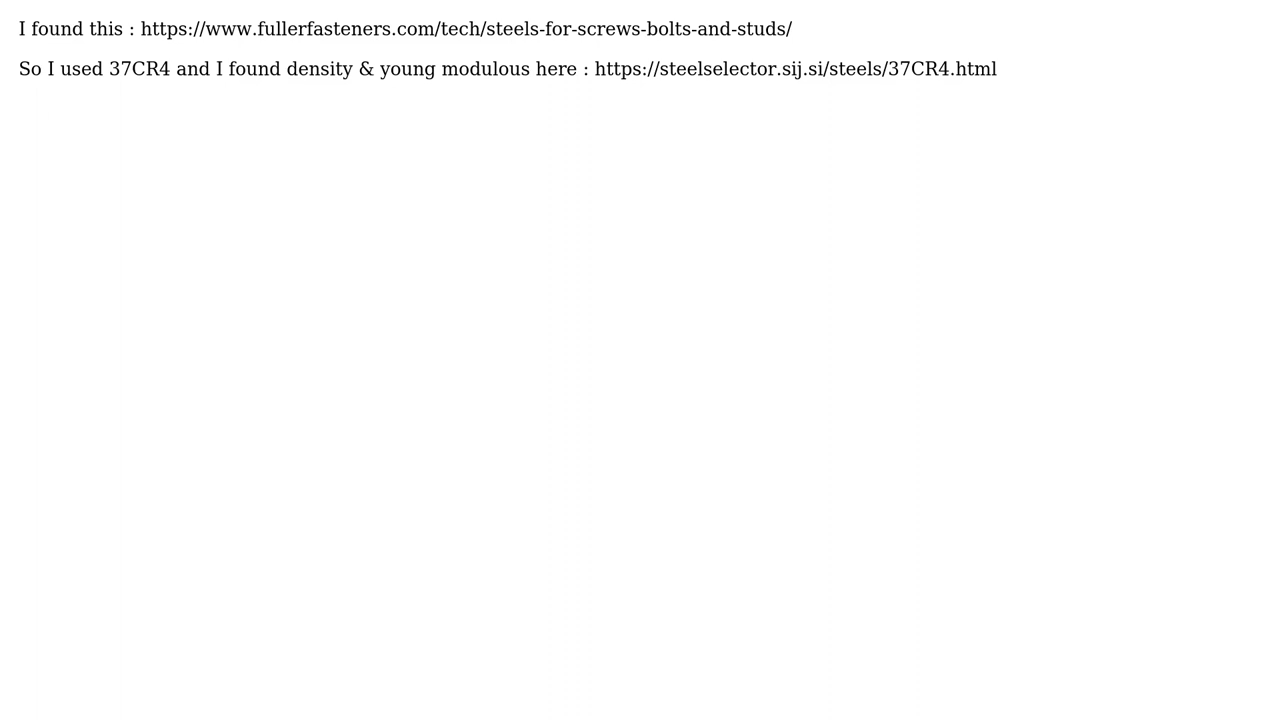 I found this : https://www.fullerfasteners.com/tech/steels-for-screws-bolts-and-studs/
So I used 37CR4 and I found density & young modulous here : https://steelselector.sij.si/steels/37CR4.html